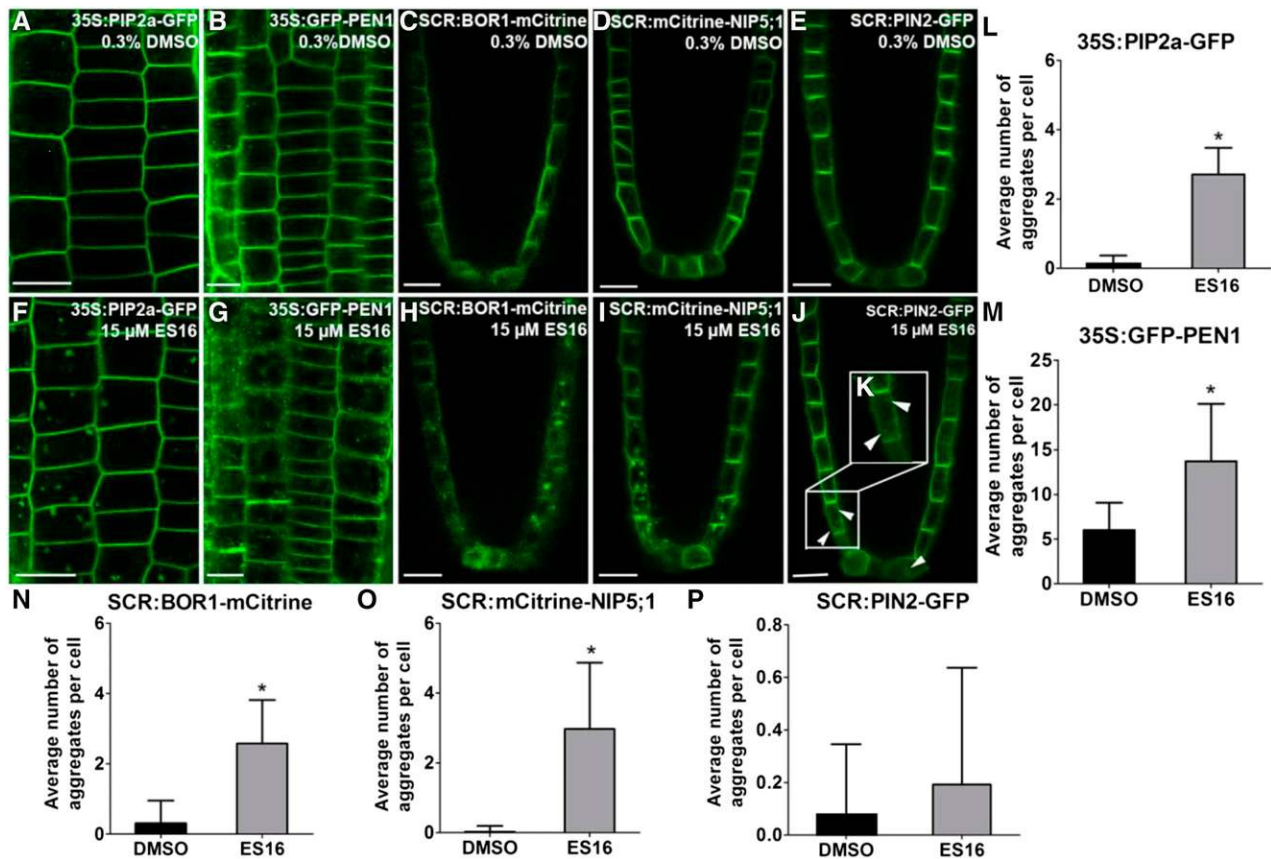 A
35S:PIP2a-GFP
0.3% DMSO
B
35S:GFP-PEN1
0.3%DMSO
C
SCR:BOR1-mCitrine
0.3% DMSO
D
SCR:mCitrine-NIP5;1
0.3% DMSO
E
SCR:PIN2-GFP
0.3% DMSO
L
35S:PIP2a-GFP
Average number of
aggregates per cell
6
4
2
0
*
DMSO
ES16
F
35S:PIP2a-GFP
15 µM ES16
G
35S:GFP-PEN1
15 µM ES16
H
SCR:BOR1-mCitrine
15 µM ES16
I
SCR:mCitrine-NIP5;1
15 µM ES16
J
SCR:PIN2-GFP
15 µM ES16
K
M
35S:GFP-PEN1
Average number of
aggregates per cell
25
20
15
10
5
0
*
DMSO
ES16
N
SCR:BOR1-mCitrine
Average number of
aggregates per cell
6
4
2
0
*
DMSO
ES16
O
SCR:mCitrine-NIP5;1
Average number of
aggregates per cell
6
4
2
0
*
DMSO
ES16
P
SCR:PIN2-GFP
Average number of
aggregates per cell
0.8
0.6
0.4
0.2
0.0
DMSO
ES16